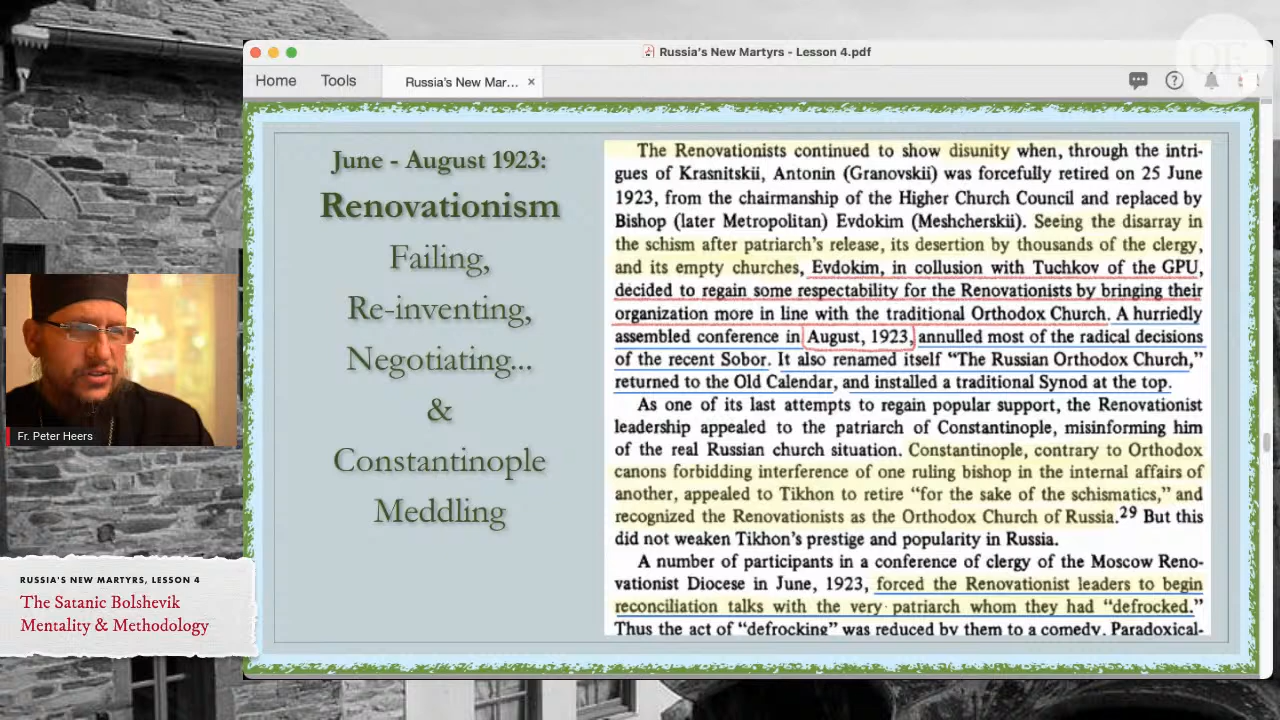 Russia's New Martyrs - Lesson 4.pdf
Home
Tools
Russia's New Mar... ×
OE
June - August 1923:
Renovationism
Failing,
Re-inventing,
Negotiating...
&
Constantinople
Meddling
The Renovationists continued to show disunity when, through the intri-
gues of Krasnitskii, Antonin (Granovskii) was forcefully retired on 25 June
1923, from the chairmanship of the Higher Church Council and replaced by
Bishop (later Metropolitan) Evdokim (Meshcherskii). Seeing the disarray in
the schism after patriarch's release, its desertion by thousands of the clergy,
and its empty churches, Evdokim, in collusion with Tuchkov of the GPU,
decided to regain some respectability for the Renovationists by bringing their
organization more in line with the traditional Orthodox Church. A hurriedly
assembled conference in August, 1923, annulled most of the radical decisions
of the recent Sobor. It also renamed itself “The Russian Orthodox Church,”
returned to the Old Calendar, and installed a traditional Synod at the top.
As one of its last attempts to regain popular support, the Renovationist
leadership appealed to the patriarch of Constantinople, misinforming him
of the real Russian church situation. Constantinople, contrary to Orthodox
canons forbidding interference of one ruling bishop in the internal affairs of
another, appealed to Tikhon to retire “for the sake of the schismatics,” and
recognized the Renovationists as the Orthodox Church of Russia.29 But this
did not weaken Tikhon's prestige and popularity in Russia.
A number of participants in a conference of clergy of the Moscow Reno-
vationist Diocese in June, 1923, forced the Renovationist leaders to begin
reconciliation talks with the very patriarch whom they had “defrocked.”
Thus the act of “defrocking” was reduced by them to a comedy. Paradoxical-
Fr. Peter Heers
RUSSIA'S NEW MARTYRS, LESSON 4
The Satanic Bolshevik
Mentality & Methodology